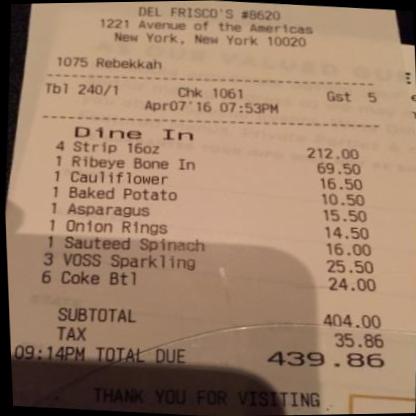 DEL FRISCO'S #8620
1221 Avenue of the Americas
New York, New York 10020
1075 Rebekkah
Tbl 240/1 Chk 1061 Gst 5
Apr07'16 07:53PM
Dine In
4 Strip 16oz 212.00
1 Ribeye Bone In 69.50
1 Cauliflower 16.50
1 Baked Potato 10.50
1 Asparagus 15.50
1 Onion Rings 14.50
1 Sauteed Spinach 16.00
3 VOSS Sparkling 25.50
6 Coke Btl 24.00
SUBTOTAL 404.00
TAX 35.86
09:14PM TOTAL DUE 439.86
THANK YOU FOR VISITING